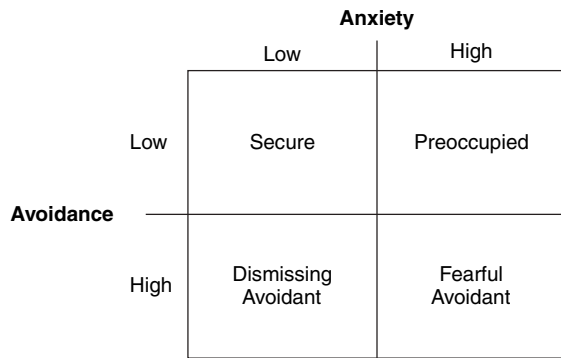 Anxiety
Low High
Low Secure Preoccupied
Avoidance
High Dismissing Avoidant Fearful Avoidant